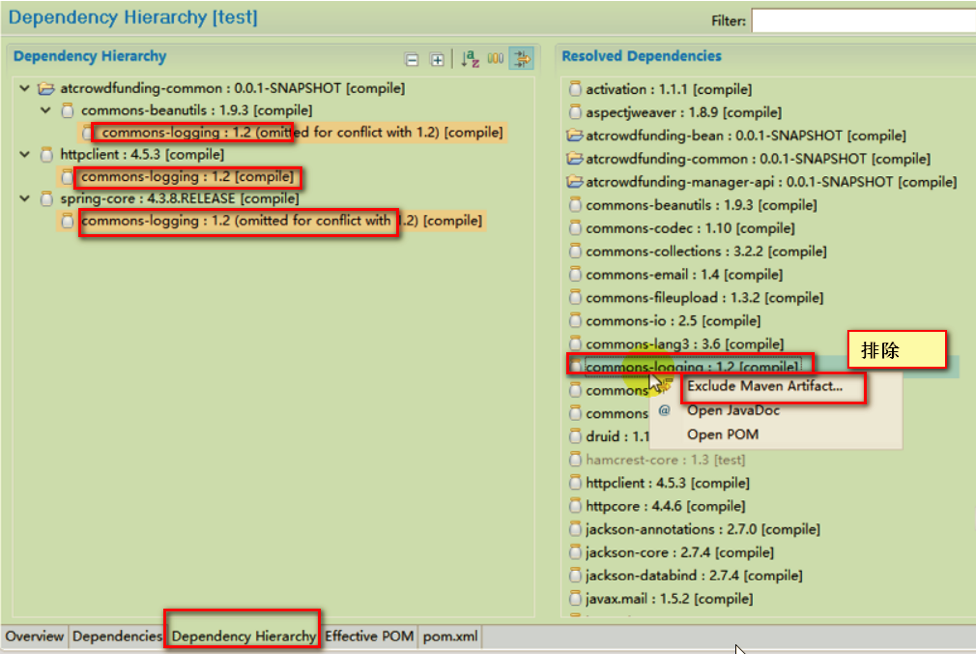 Dependency Hierarchy [test]
Filter:
Dependency Hierarchy
atcrowdfunding-common : 0.0.1-SNAPSHOT [compile]
commons-beanutils : 1.9.3 [compile]
commons-logging : 1.2 (omitted for conflict with 1.2) [compile]
httpclient : 4.5.3 [compile]
commons-logging : 1.2 [compile]
spring-core : 4.3.8.RELEASE [compile]
commons-logging : 1.2 (omitted for conflict with 1.2) [compile]
Resolved Dependencies
activation : 1.1.1 [compile]
aspectjweaver : 1.8.9 [compile]
atcrowdfunding-bean : 0.0.1-SNAPSHOT [compile]
atcrowdfunding-common : 0.0.1-SNAPSHOT [compile]
atcrowdfunding-manager-api : 0.0.1-SNAPSHOT [compile]
commons-beanutils : 1.9.3 [compile]
commons-codec : 1.10 [compile]
commons-collections : 3.2.2 [compile]
commons-email : 1.4 [compile]
commons-fileupload : 1.3.2 [compile]
commons-io : 2.5 [compile]
commons-lang3 : 3.6 [compile]
排除
commons-logging : 1.2 [compile]
commons
Exclude Maven Artifact...
commons
Open JavaDoc
druid : 1.1
Open POM
hamcrest-core : 1.3 [test]
httpclient : 4.5.3 [compile]
httpcore : 4.4.6 [compile]
jackson-annotations : 2.7.0 [compile]
jackson-core : 2.7.4 [compile]
jackson-databind : 2.7.4 [compile]
javax.mail : 1.5.2 [compile]
Overview Dependencies Dependency Hierarchy Effective POM pom.xml